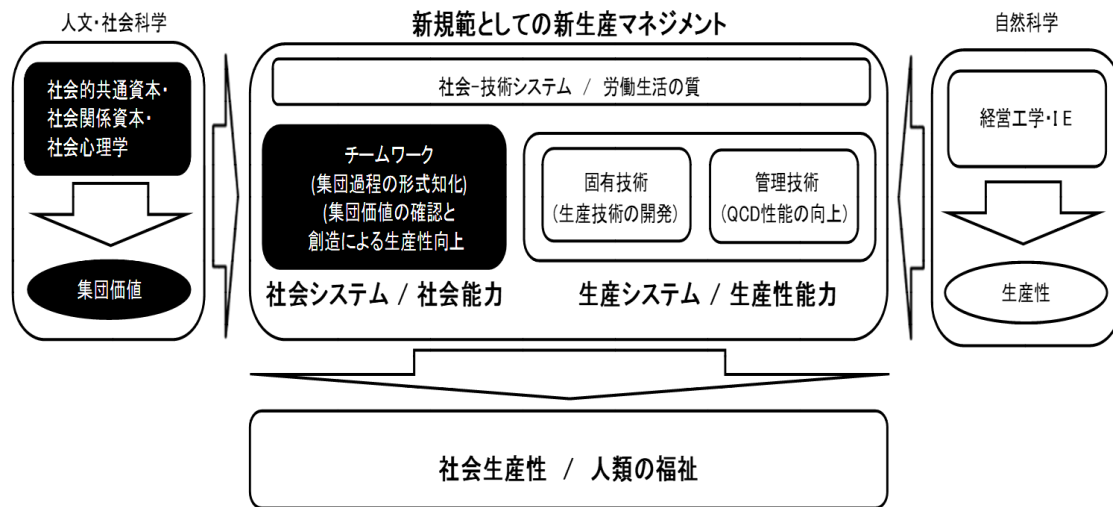 人文・社会科学
社会的共通資本・
社会関係資本・
社会心理学
集団価値
新規範としての新生産マネジメント
社会-技術システム / 労働生活の質
チームワーク
(集団過程の形式知化)
(集団価値の確認と
創造による生産性向上
社会システム / 社会能力
固有技術
(生産技術の開発)
管理技術
(QCD性能の向上)
生産システム / 生産性能力
自然科学
経営工学・IE
生産性
社会生産性 / 人類の福祉